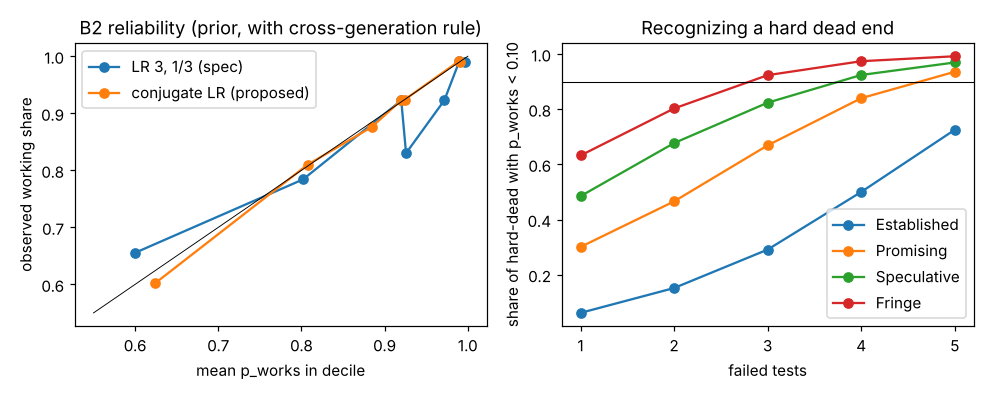 B2 reliability (prior, with cross-generation rule)
observed working share
1.0
0.9
0.8
0.7
0.6
LR 3, 1/3 (spec)
conjugate LR (proposed)
0.6
0.7
0.8
0.9
1.0
mean p_works in decile
Recognizing a hard dead end
share of hard-dead with p_works < 0.10
1.0
0.8
0.6
0.4
0.2
Established
Promising
Speculative
Fringe
1
2
3
4
5
failed tests